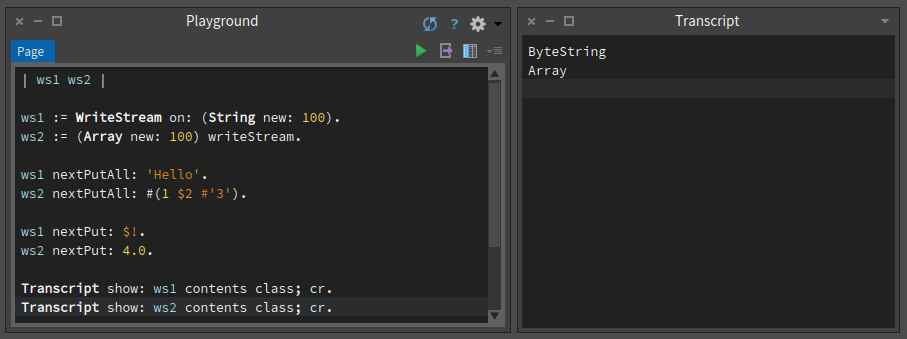 Playground
Page
| ws1 ws2 |
ws1 := WriteStream on: (String new: 100).
ws2 := (Array new: 100) writeStream.
ws1 nextPutAll: 'Hello'.
ws2 nextPutAll: #(1 $2 #'3').
ws1 nextPut: $!.
ws2 nextPut: 4.0.
Transcript show: ws1 contents class; cr.
Transcript show: ws2 contents class; cr.
Transcript
ByteString
Array